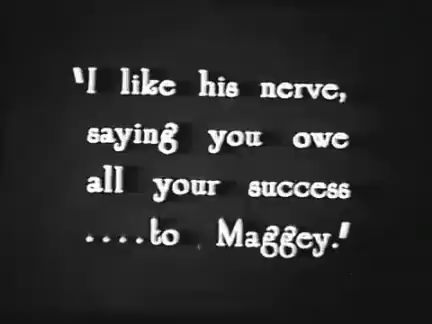 "I like his nerve,
saying you owe
all your success
....to Maggey."